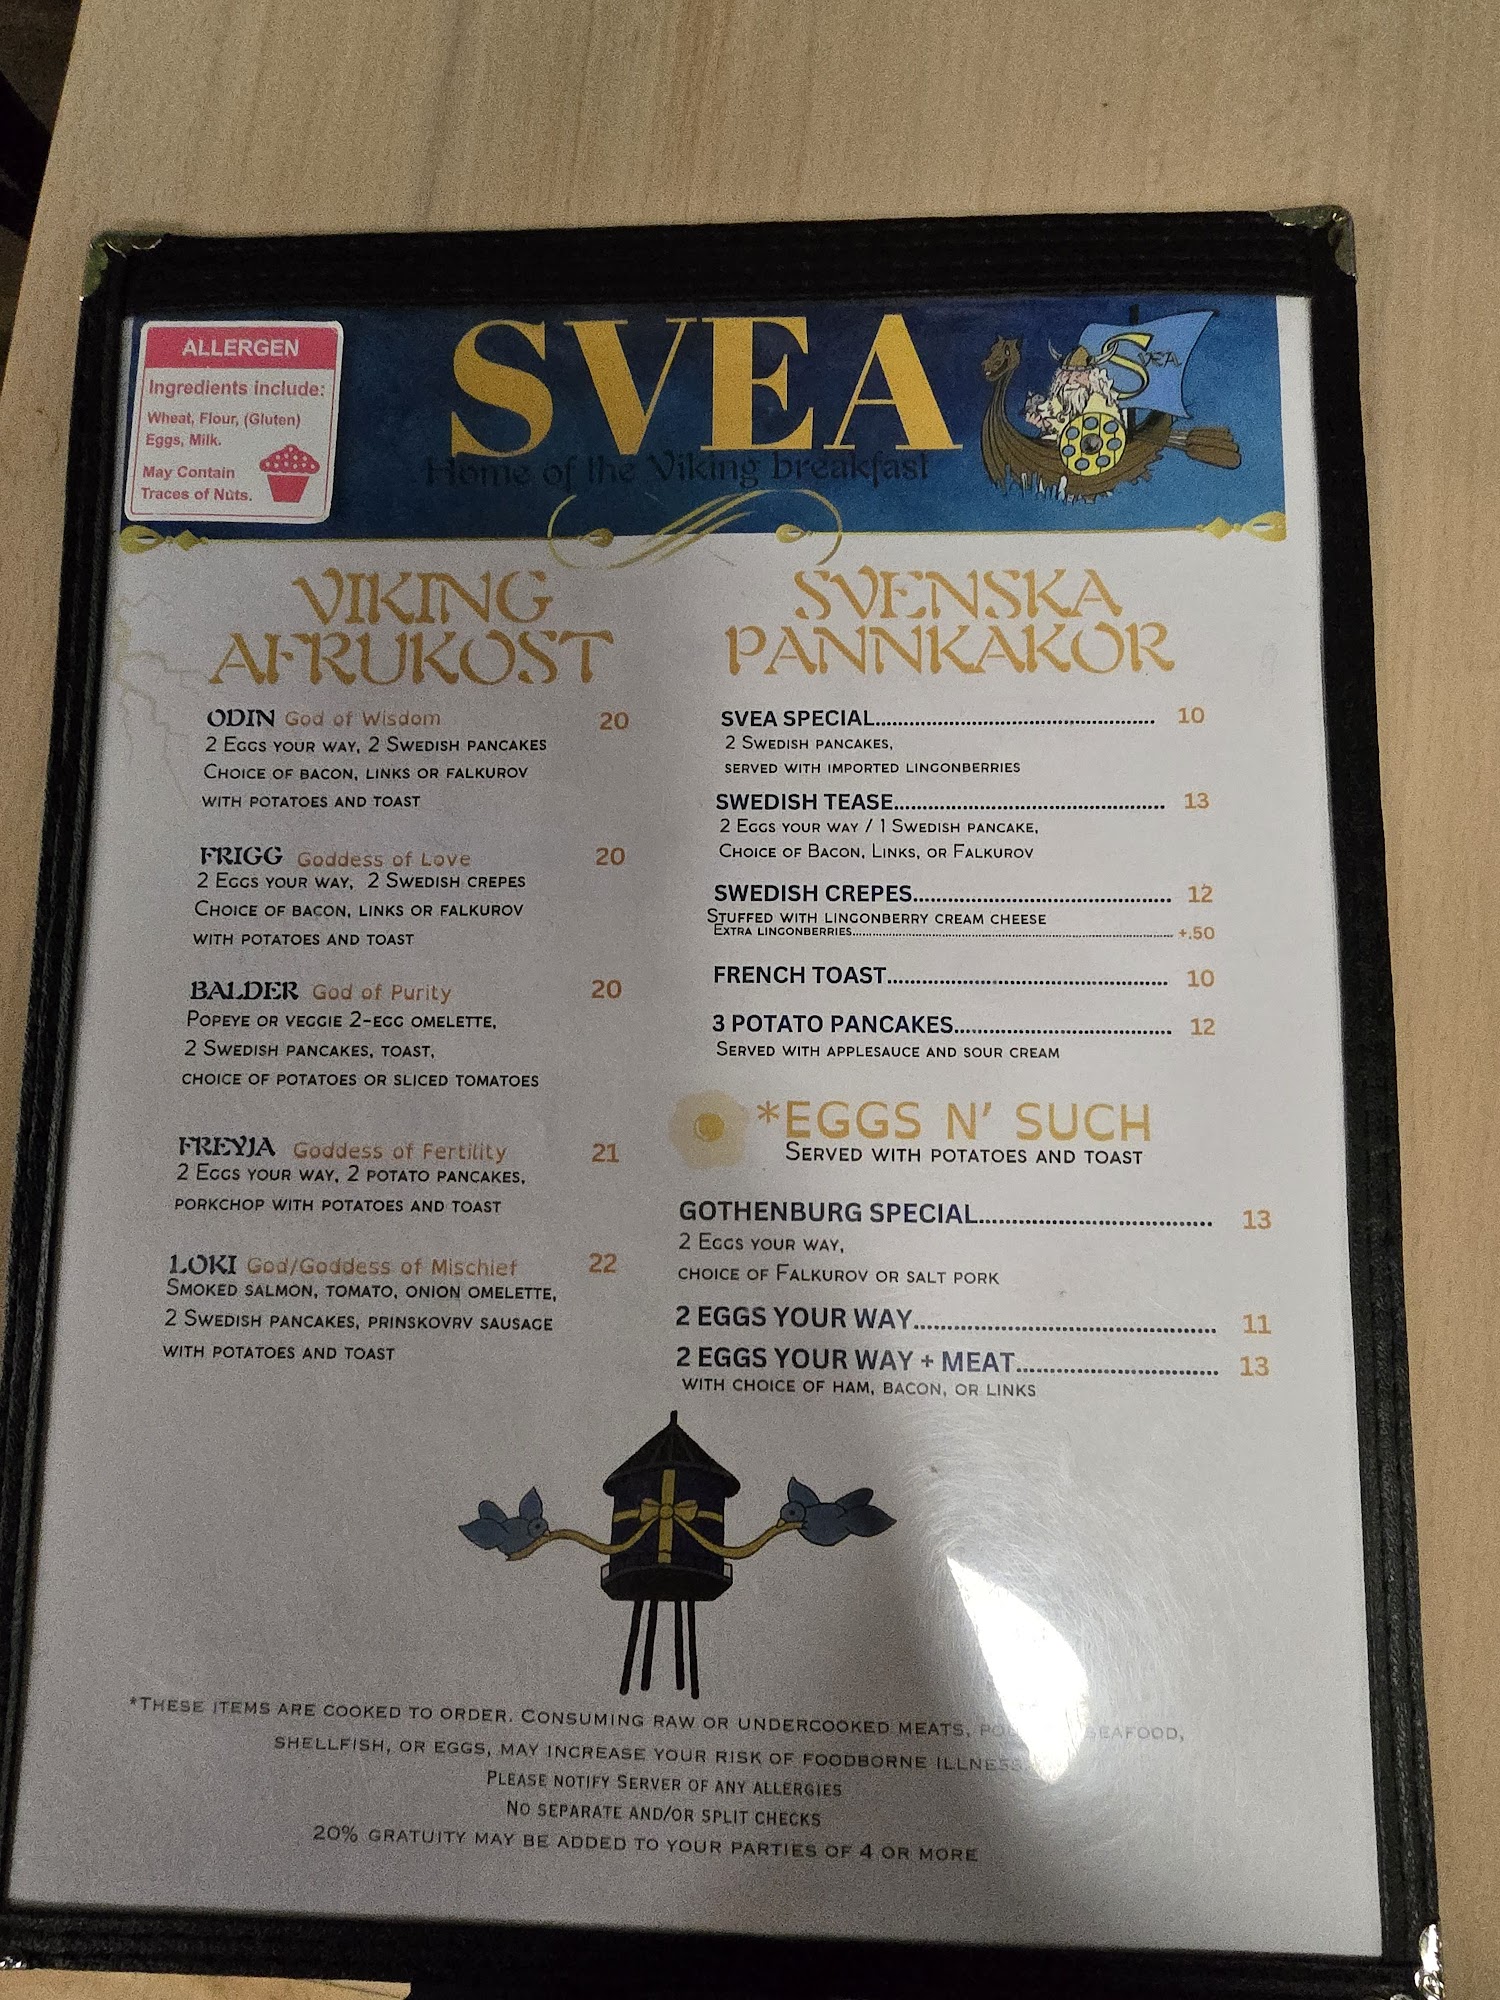 ALLERGEN
Ingredients include:
Wheat, Flour, (Gluten)
Eggs, Milk.
May Contain
Traces of Nuts.
SVEA
Home of the Viking breakfast
SVEA
VIKING
AFRUKOST
ODIN God of Wisdom 20
2 Eggs your way, 2 Swedish pancakes
Choice of bacon, links or falkurov
with potatoes and toast
FRIGG Goddess of Love 20
2 Eggs your way, 2 Swedish crepes
Choice of bacon, links or falkurov
with potatoes and toast
BALDER God of Purity 20
Popeye or veggie 2-egg omelette,
2 Swedish pancakes, toast,
choice of potatoes or sliced tomatoes
FREYJA Goddess of Fertility 21
2 Eggs your way, 2 potato pancakes,
porkchop with potatoes and toast
LOKI God/Goddess of Mischief 22
Smoked salmon, tomato, onion omelette,
2 Swedish pancakes, prinskovrv sausage
with potatoes and toast
SVENSKA
PANNKAKOR
SVEA SPECIAL................................................ 10
2 Swedish pancakes,
served with imported lingonberries
SWEDISH TEASE............................................... 13
2 Eggs your way / 1 Swedish pancake,
Choice of Bacon, Links, or Falkurov
SWEDISH CREPES............................................. 12
Stuffed with lingonberry cream cheese
Extra lingonberries............................................................ +.50
FRENCH TOAST................................................ 10
3 POTATO PANCAKES...................................... 12
Served with applesauce and sour cream
*EGGS N' SUCH
Served with potatoes and toast
GOTHENBURG SPECIAL................................... 13
2 Eggs your way,
choice of Falkurov or salt pork
2 EGGS YOUR WAY............................................. 11
2 EGGS YOUR WAY + MEAT.............................. 13
with choice of ham, bacon, or links
*These items are cooked to order. Consuming raw or undercooked meats, seafood,
shellfish, or eggs, may increase your risk of foodborne illness
Please notify Server of any allergies
No separate and/or split checks
20% gratuity may be added to your parties of 4 or more